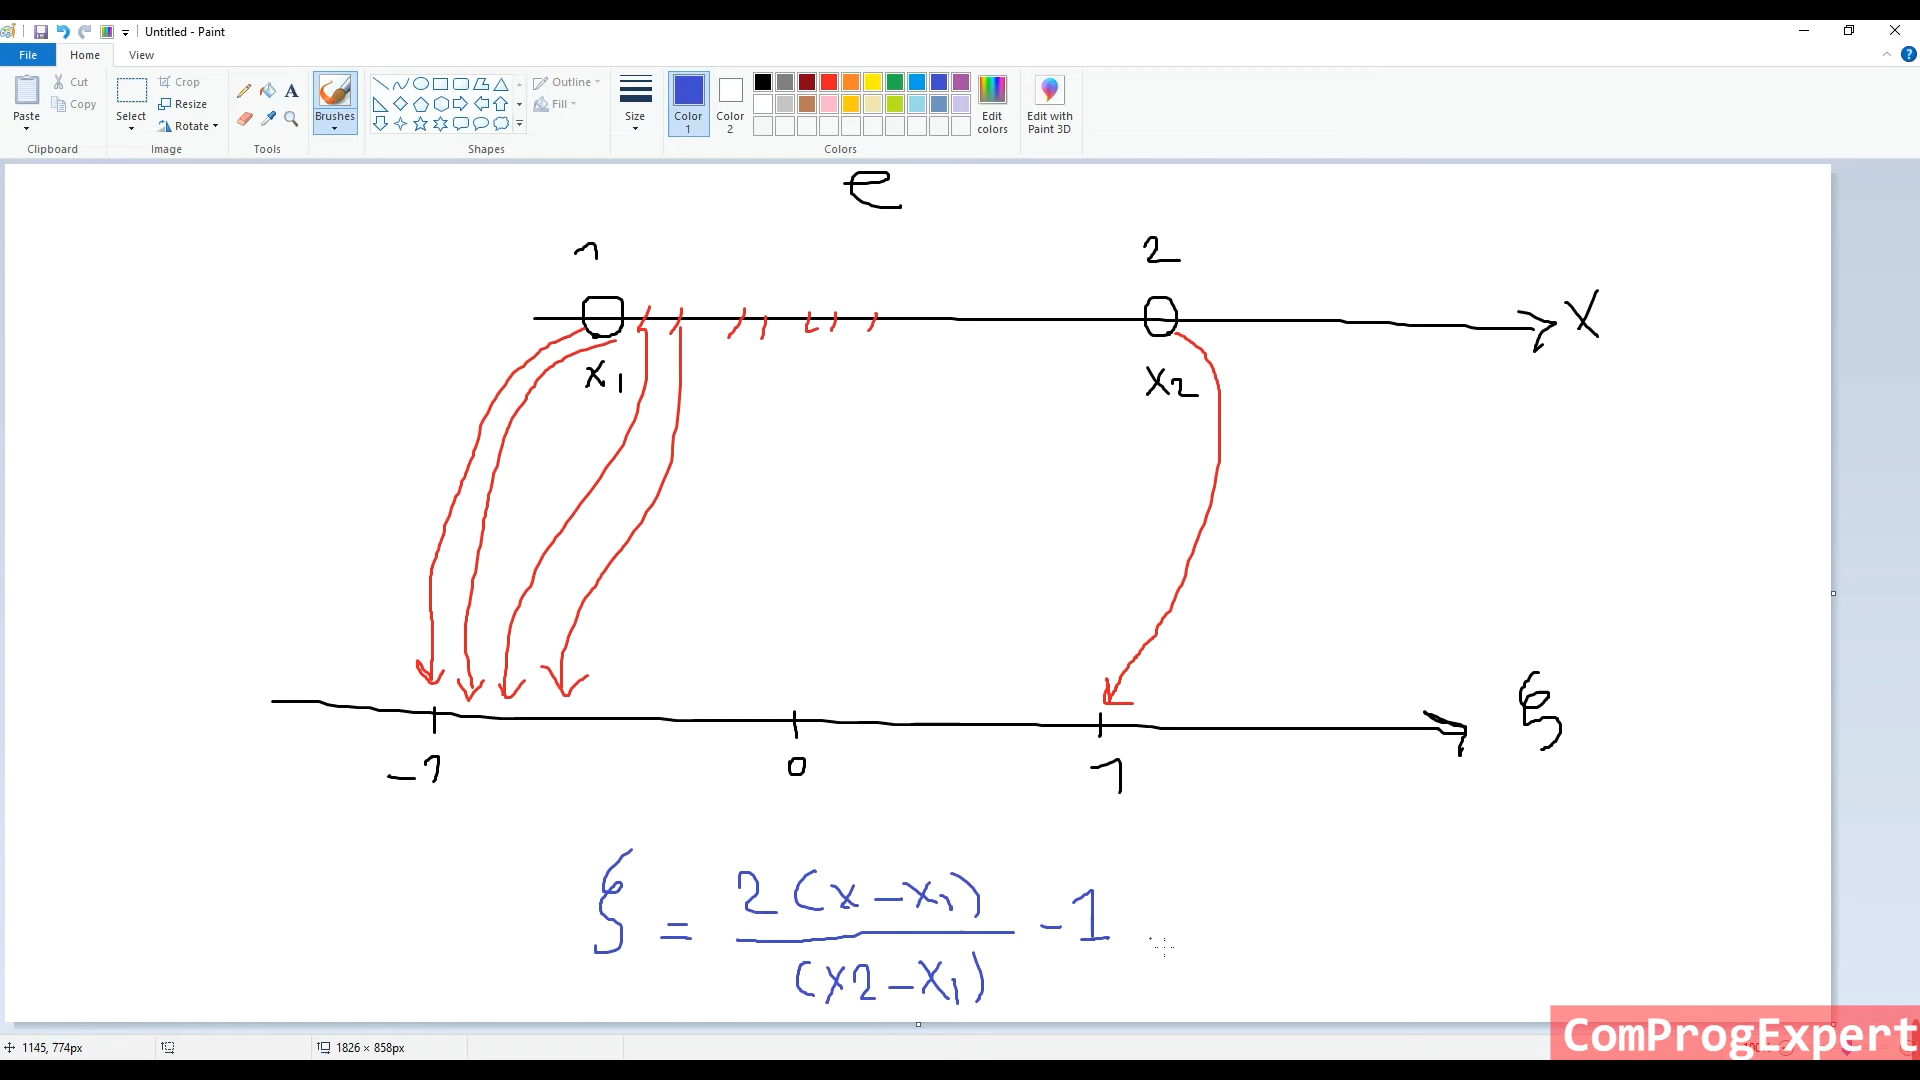 Untitled - Paint
File Home View
Cut
Copy
Paste
Crop
Resize
Rotate
Select
Brushes
Outline
Fill
Size
Color 1
Color 2
Edit colors
Edit with Paint 3D
Clipboard Image Tools Shapes Colors
e
1 2
x
x1 x2
ξ
-1 0 1
ξ = 2(x-x1)/(x2-x1) - 1
1145, 774px 1826 × 858px
ComProgExpert